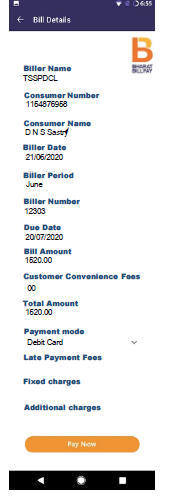 6:55
Bill Details
BHARAT
BILLPAY
Biller Name
TSSPDCL
Consumer Number
1154876958
Consumer Name
D N S Sastry
Biller Date
21/06/2020
Biller Period
June
Biller Number
12303
Due Date
20/07/2020
Bill Amount
1520.00
Customer Convenience Fees
00
Total Amount
1520.00
Payment mode
Debit Card
Late Payment Fees
Fixed charges
Additional charges
Pay Now